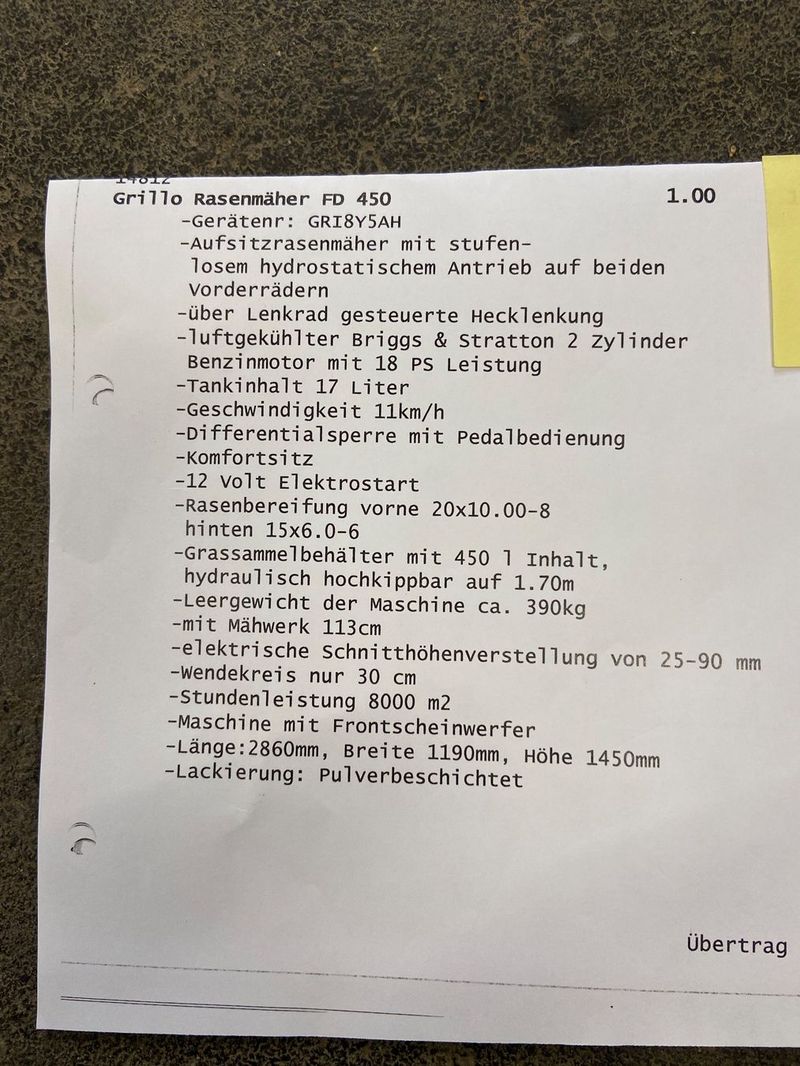 Grillo Rasenmäher FD 450 1.00
-Gerätenr: GRI8Y5AH
-Aufsitzrasenmäher mit stufen-
losem hydrostatischem Antrieb auf beiden
Vorderrädern
-über Lenkrad gesteuerte Hecklenkung
-luftgekühlter Briggs & Stratton 2 Zylinder
Benzinmotor mit 18 PS Leistung
-Tankinhalt 17 Liter
-Geschwindigkeit 11km/h
-Differentialsperre mit Pedalbedienung
-Komfortsitz
-12 Volt Elektrostart
-Rasenbereifung vorne 20x10.00-8
hinten 15x6.0-6
-Grassammelbehälter mit 450 l Inhalt,
hydraulisch hochkippbar auf 1.70m
-Leergewicht der Maschine ca. 390kg
-mit Mähwerk 113cm
-elektrische Schnitthöhenverstellung von 25-90 mm
-Wendekreis nur 30 cm
-Stundenleistung 8000 m2
-Maschine mit Frontscheinwerfer
-Länge:2860mm, Breite 1190mm, Höhe 1450mm
-Lackierung: Pulverbeschichtet
Übertrag